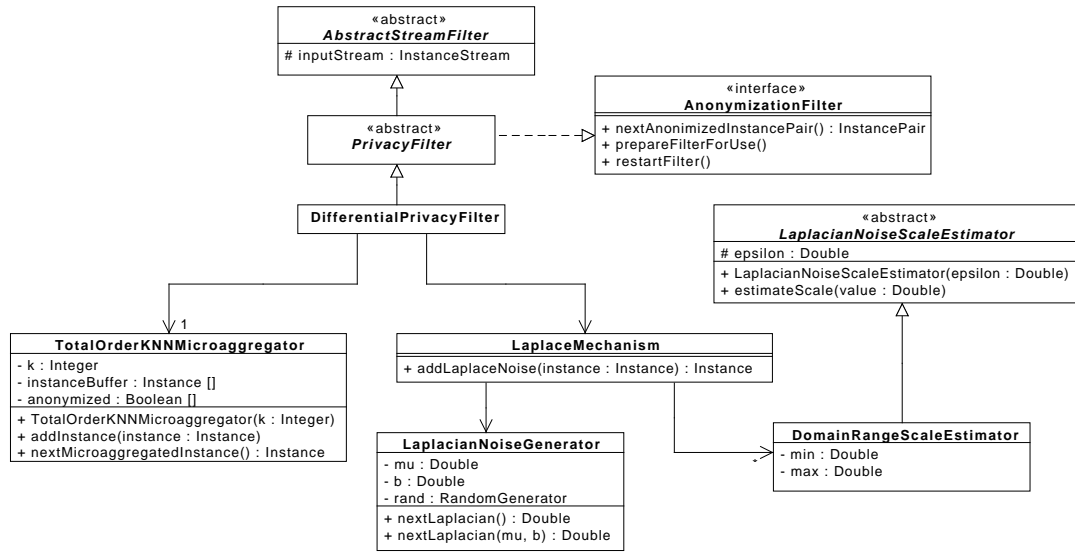 «abstract»
AbstractStreamFilter
# inputStream : InstanceStream
«interface»
AnonymizationFilter
+ nextAnonimizedInstancePair() : InstancePair
+ prepareFilterForUse()
+ restartFilter()
«abstract»
PrivacyFilter
DifferentialPrivacyFilter
«abstract»
LaplacianNoiseScaleEstimator
# epsilon : Double
+ LaplacianNoiseScaleEstimator(epsilon : Double)
+ estimateScale(value : Double)
1
TotalOrderKNNMicroaggregator
- k : Integer
- instanceBuffer : Instance []
- anonymized : Boolean []
+ TotalOrderKNNMicroaggregator(k : Integer)
+ addInstance(instance : Instance)
+ nextMicroaggregatedInstance() : Instance
LaplaceMechanism
+ addLaplaceNoise(instance : Instance) : Instance
LaplacianNoiseGenerator
- mu : Double
- b : Double
- rand : RandomGenerator
+ nextLaplacian() : Double
+ nextLaplacian(mu, b) : Double
DomainRangeScaleEstimator
- min : Double
- max : Double